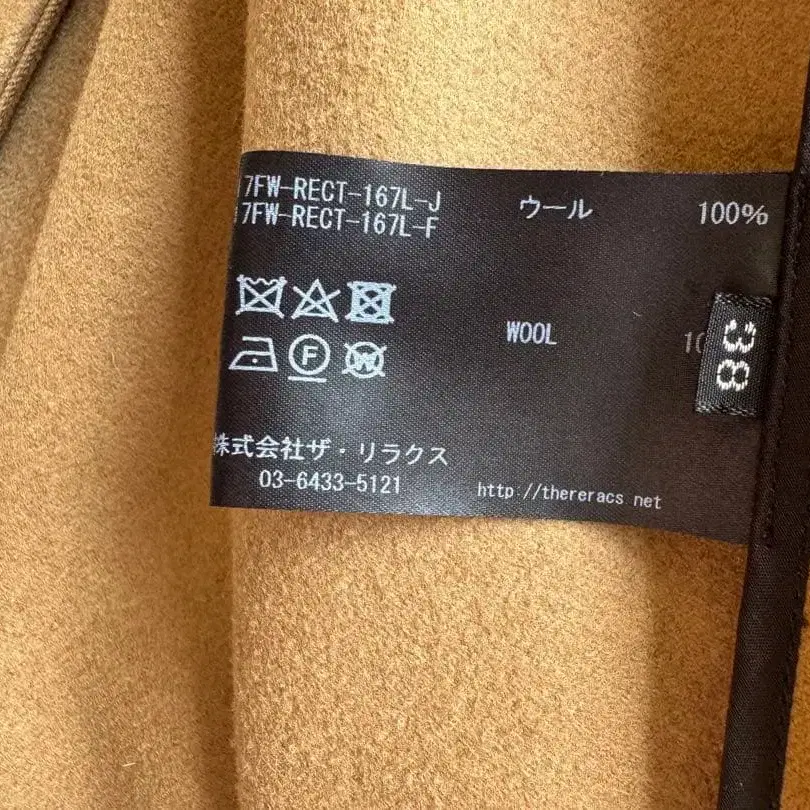 7FW-RECT-167L-J
17FW-RECT-167L-F
ウール 100%
WOOL
38
F
W
株式会社ザ・リラクス
03-6433-5121
http://thereracs.net